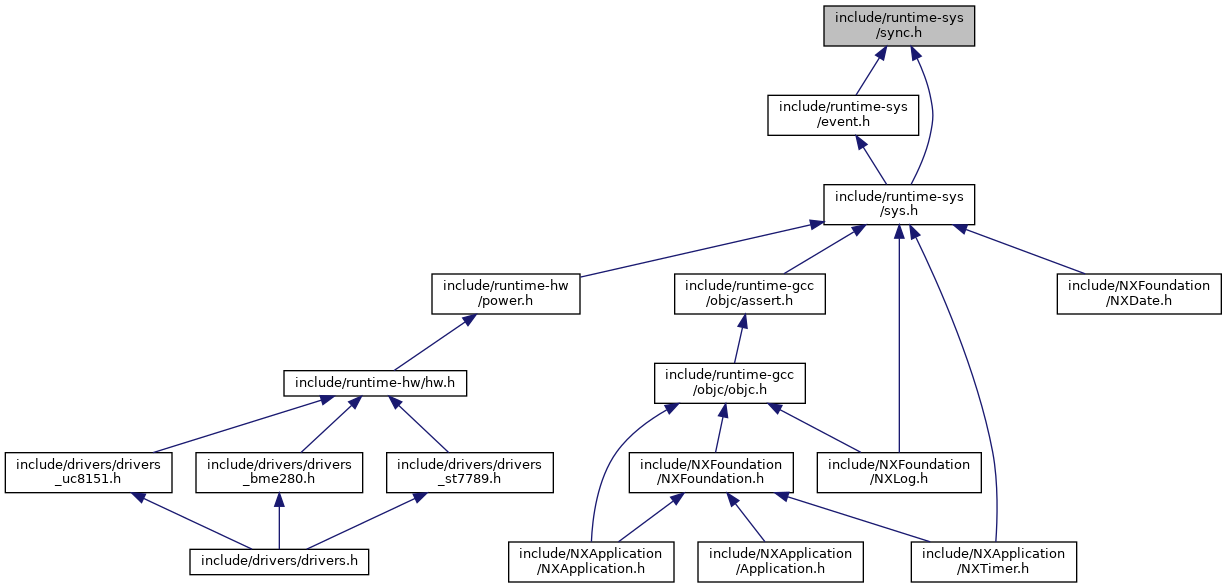 include/runtime-sys
/sync.h
include/runtime-sys
/event.h
include/runtime-sys
/sys.h
include/runtime-hw
/power.h
include/runtime-gcc
/objc/assert.h
include/NXFoundation
/NXDate.h
include/runtime-hw/hw.h
include/runtime-gcc
/objc/objc.h
include/drivers/drivers
_uc8151.h
include/drivers/drivers
_bme280.h
include/drivers/drivers
_st7789.h
include/NXFoundation
/NXFoundation.h
include/NXFoundation
/NXLog.h
include/drivers/drivers.h
include/NXApplication
/NXApplication.h
include/NXApplication
/Application.h
include/NXApplication
/NXTimer.h